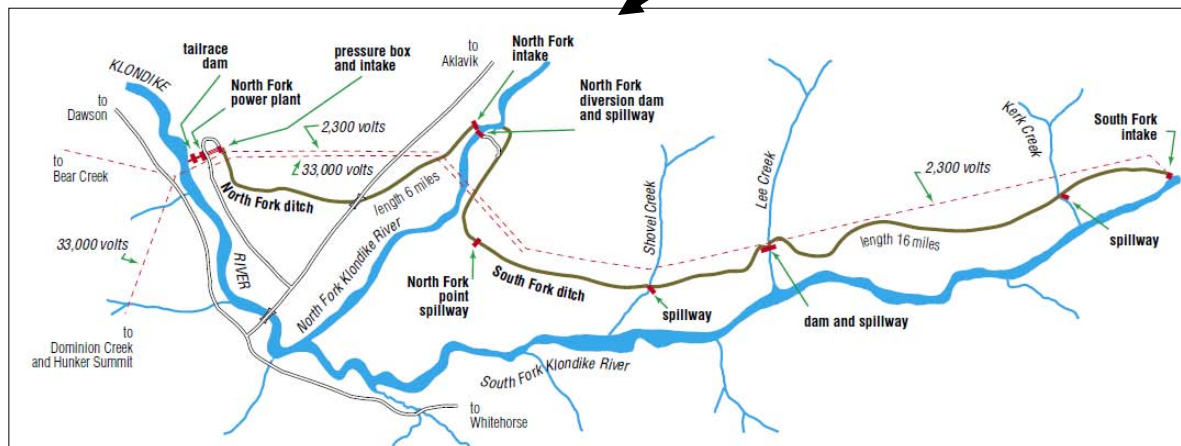 KLONDIKE
tailrace
dam
North Fork
power plant
pressure box
and intake
to
Aklavik
North Fork
intake
North Fork
diversion dam
and spillway
to
Dawson
2,300 volts
to
Bear Creek
33,000 volts
North Fork ditch
length 6 miles
33,000 volts
RIVER
North Fork Klondike River
North Fork
point
spillway
South Fork ditch
Shovel Creek
spillway
Lee Creek
dam and spillway
length 16 miles
2,300 volts
Kerk Creek
South Fork
intake
spillway
to
Dominion Creek
and Hunker Summit
South Fork Klondike River
to
Whitehorse